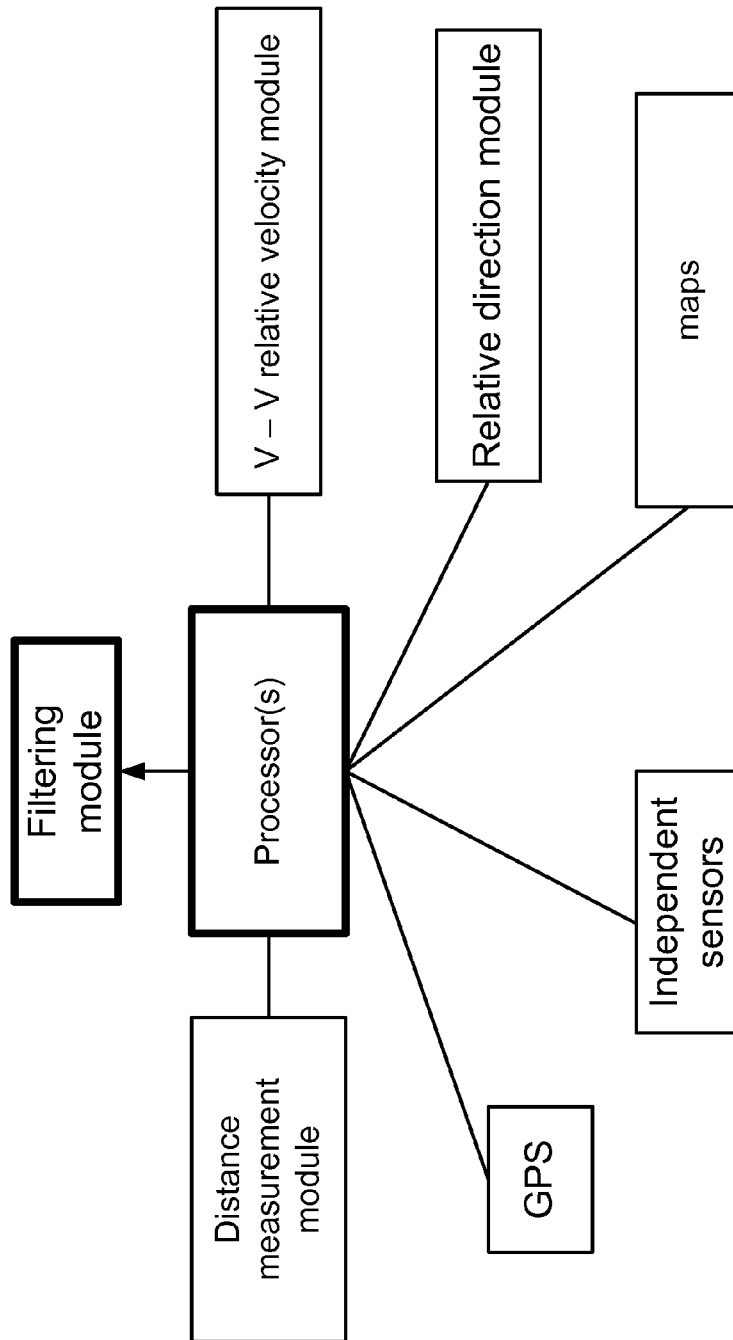 Filtering
module
Distance
measurement
module
Processor(s)
V – V relative velocity module
GPS
Independent
sensors
Relative direction module
maps